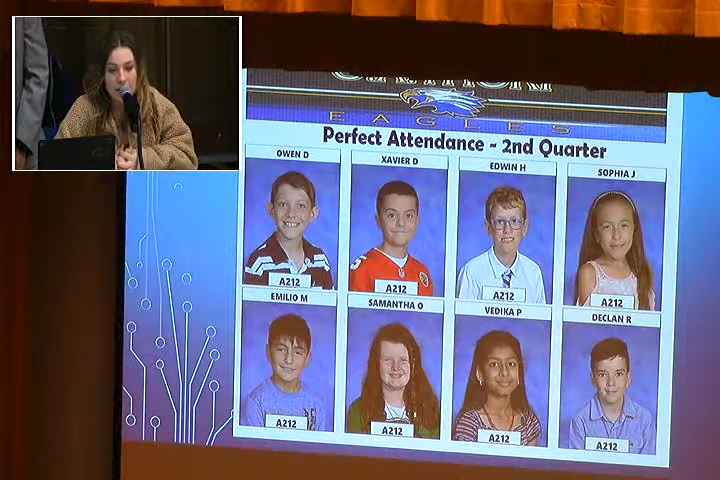 EAGLES
Perfect Attendance - 2nd Quarter
OWEN D
XAVIER D
EDWIN H
SOPHIA J
A212
A212
A212
A212
EMILIO M
SAMANTHA O
VEDIKA P
DECLAN R
A212
A212
A212
A212